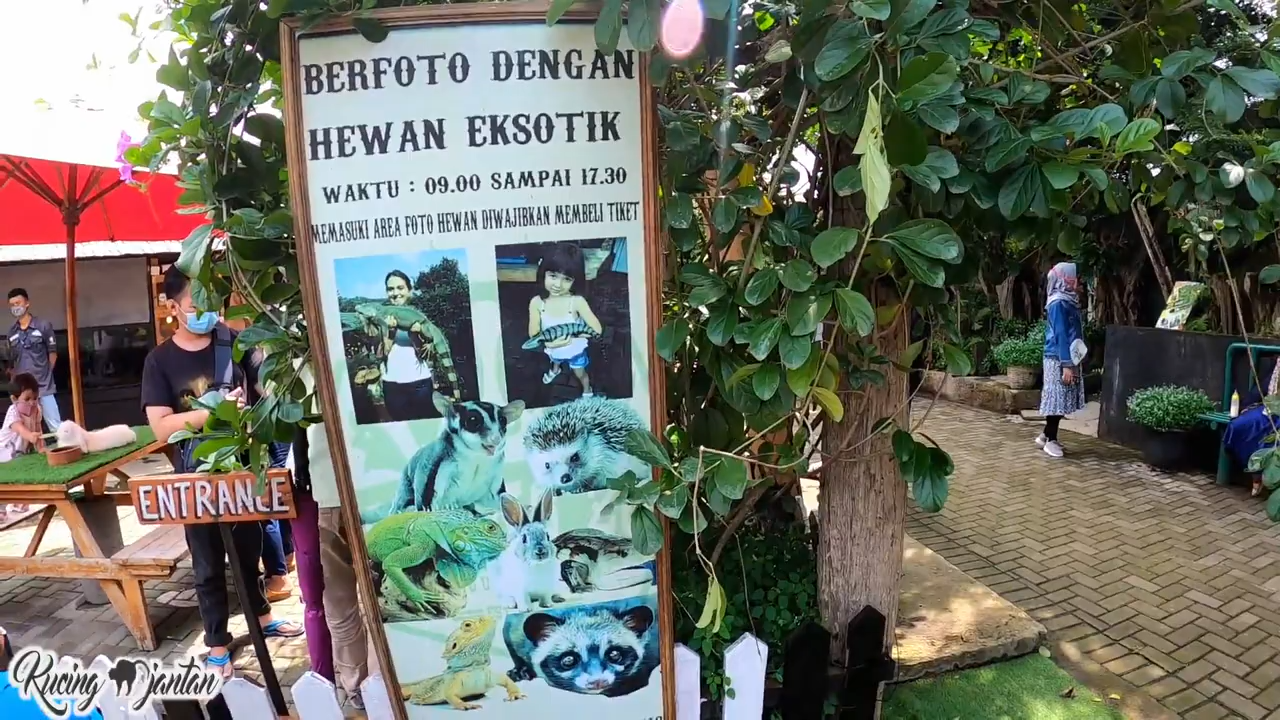 BERFOTO DENGAN
HEWAN EKSOTIK
WAKTU : 09.00 SAMPAI 17.30
MEMASUKI AREA FOTO HEWAN DIWAJIBKAN MEMBELI TIKET
ENTRANCE
Kucing jantan